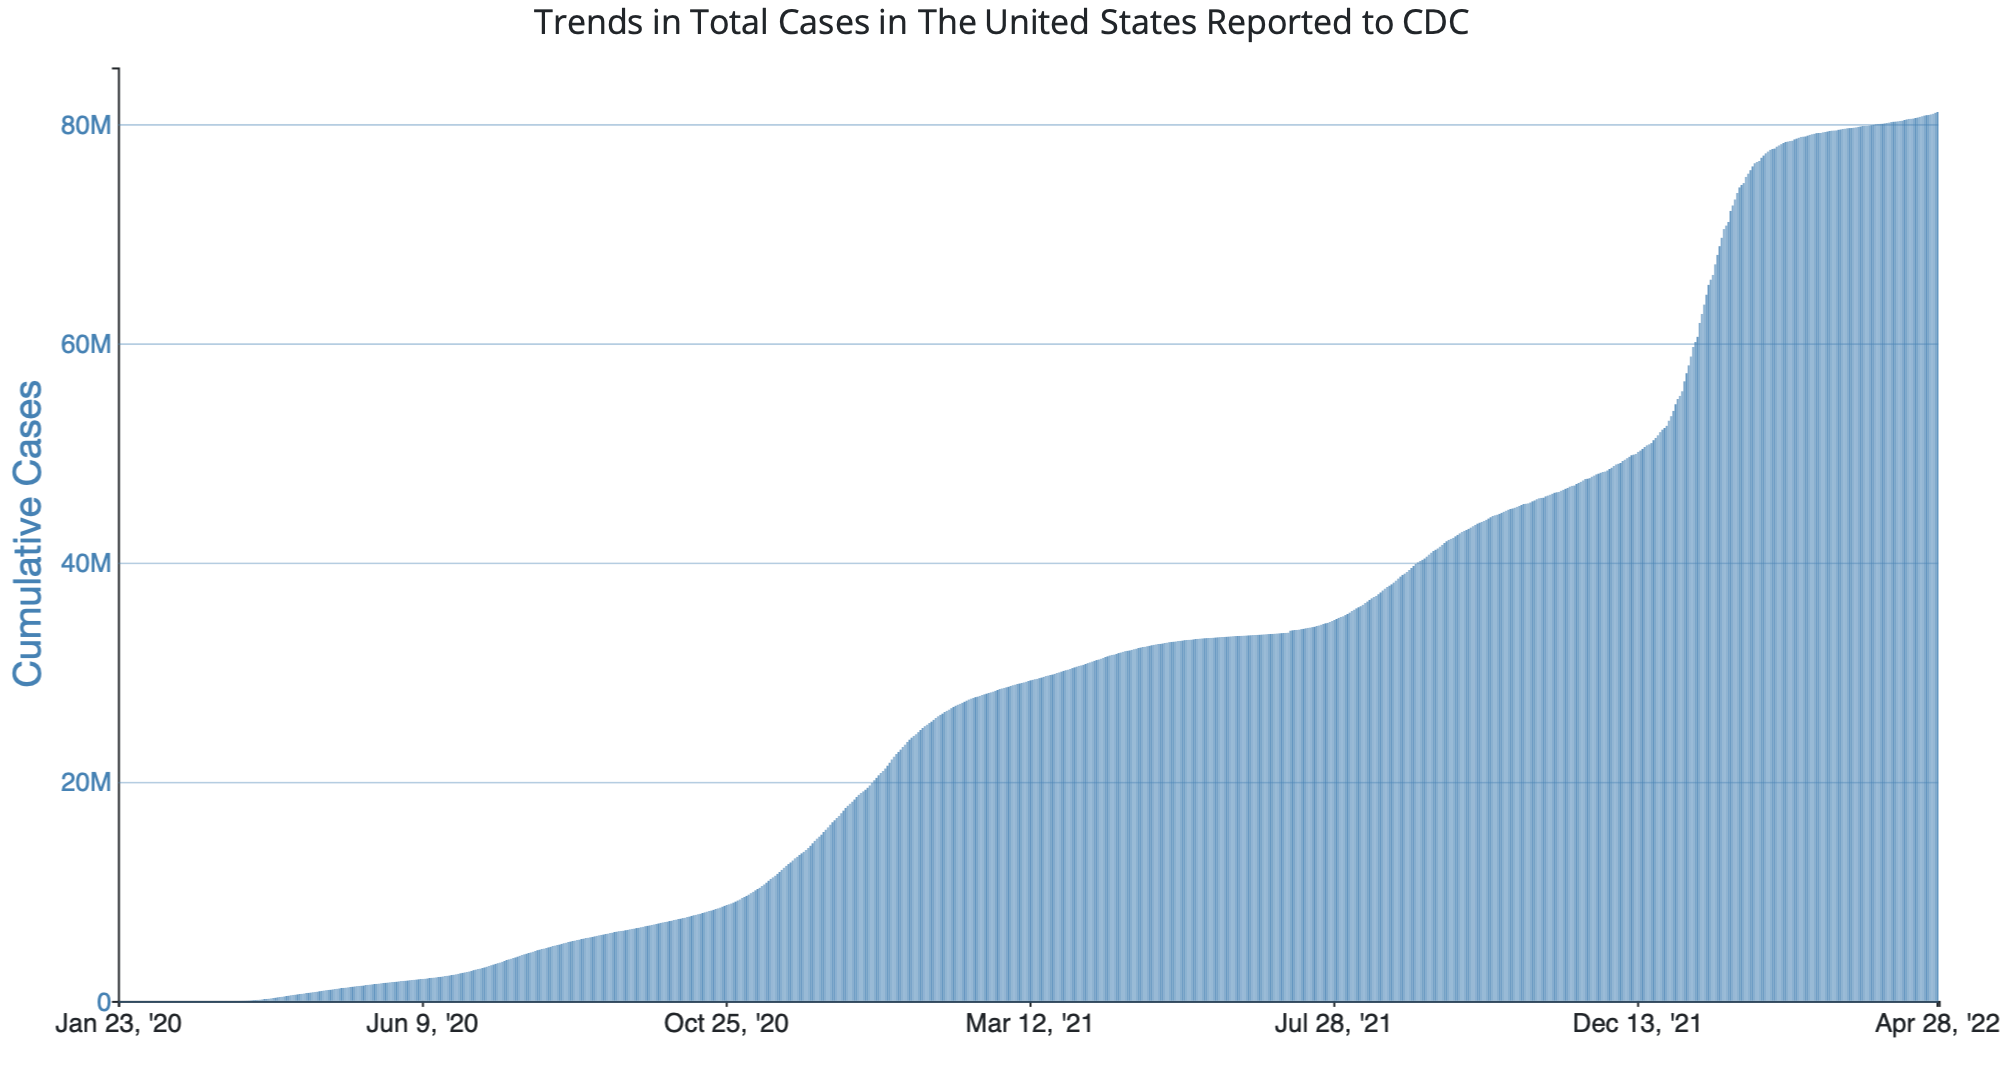 Trends in Total Cases in The United States Reported to CDC
80M
60M
40M
20M
0
Cumulative Cases
Jan 23, '20 Jun 9, '20 Oct 25, '20 Mar 12, '21 Jul 28, '21 Dec 13, '21 Apr 28, '22